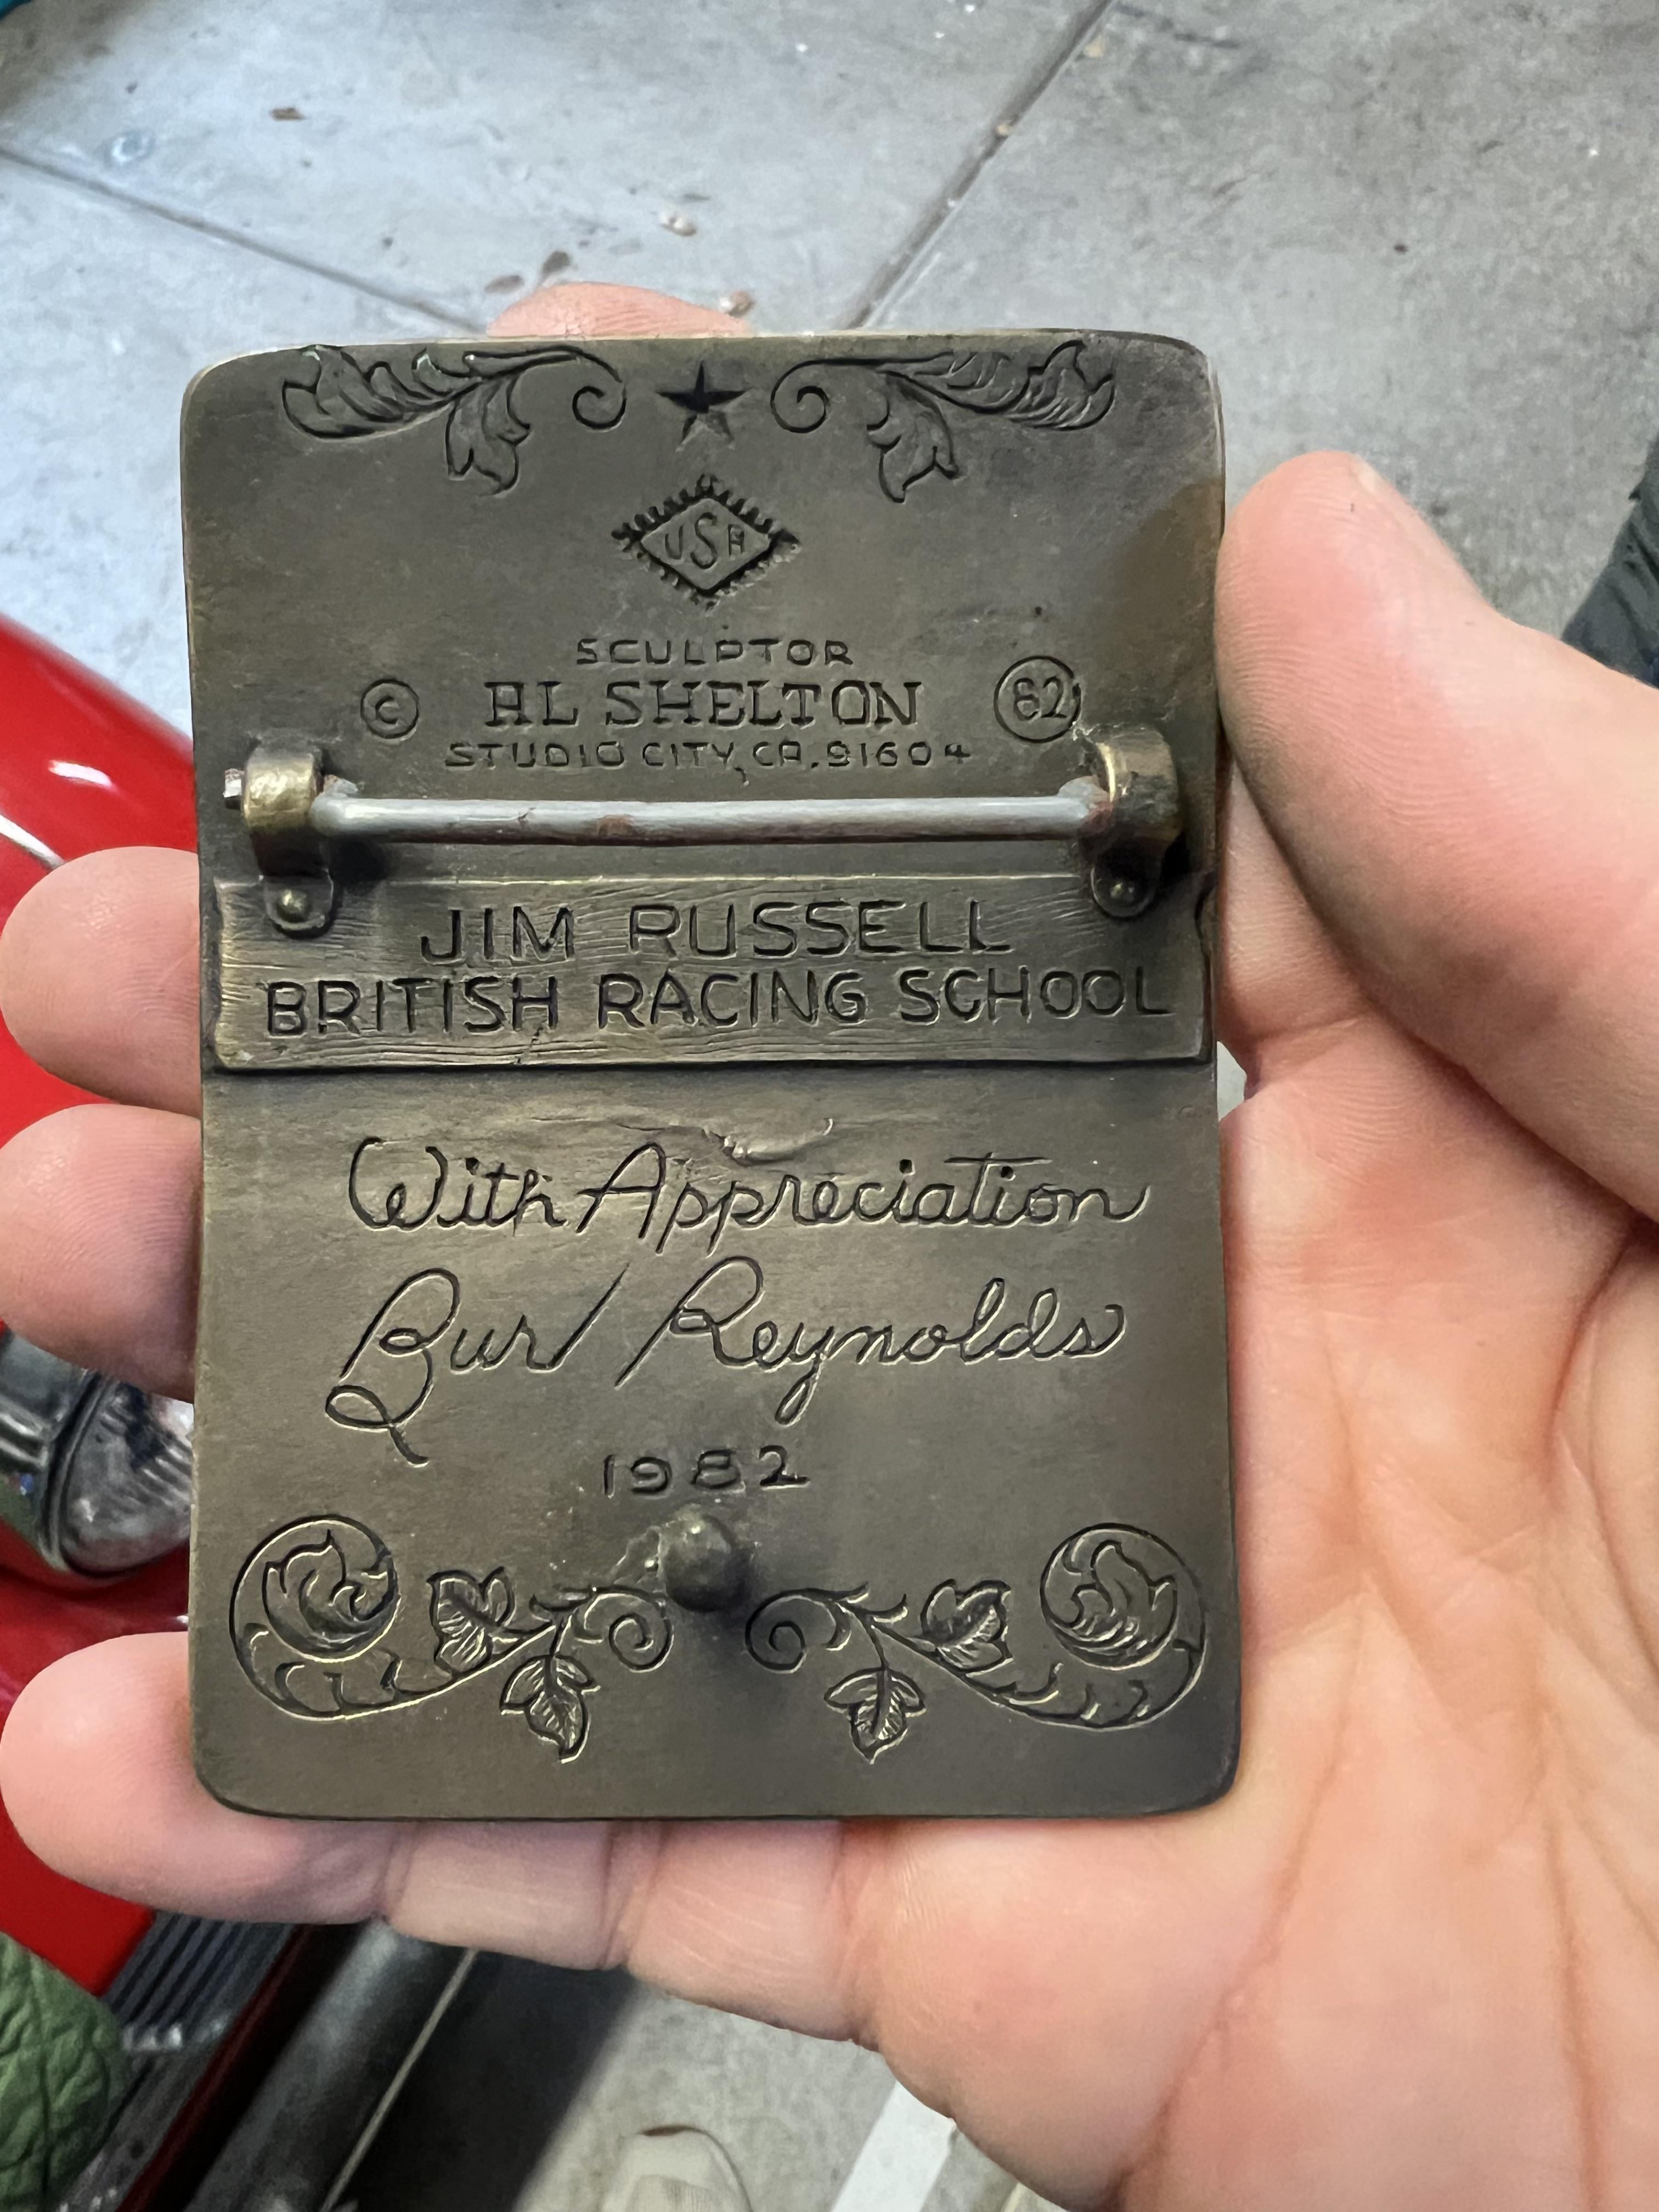 USA
SCULPTOR
© AL SHELTON 82
STUDIO CITY, CA. 91604
JIM RUSSELL
BRITISH RACING SCHOOL
With Appreciation
Burt Reynolds
1982